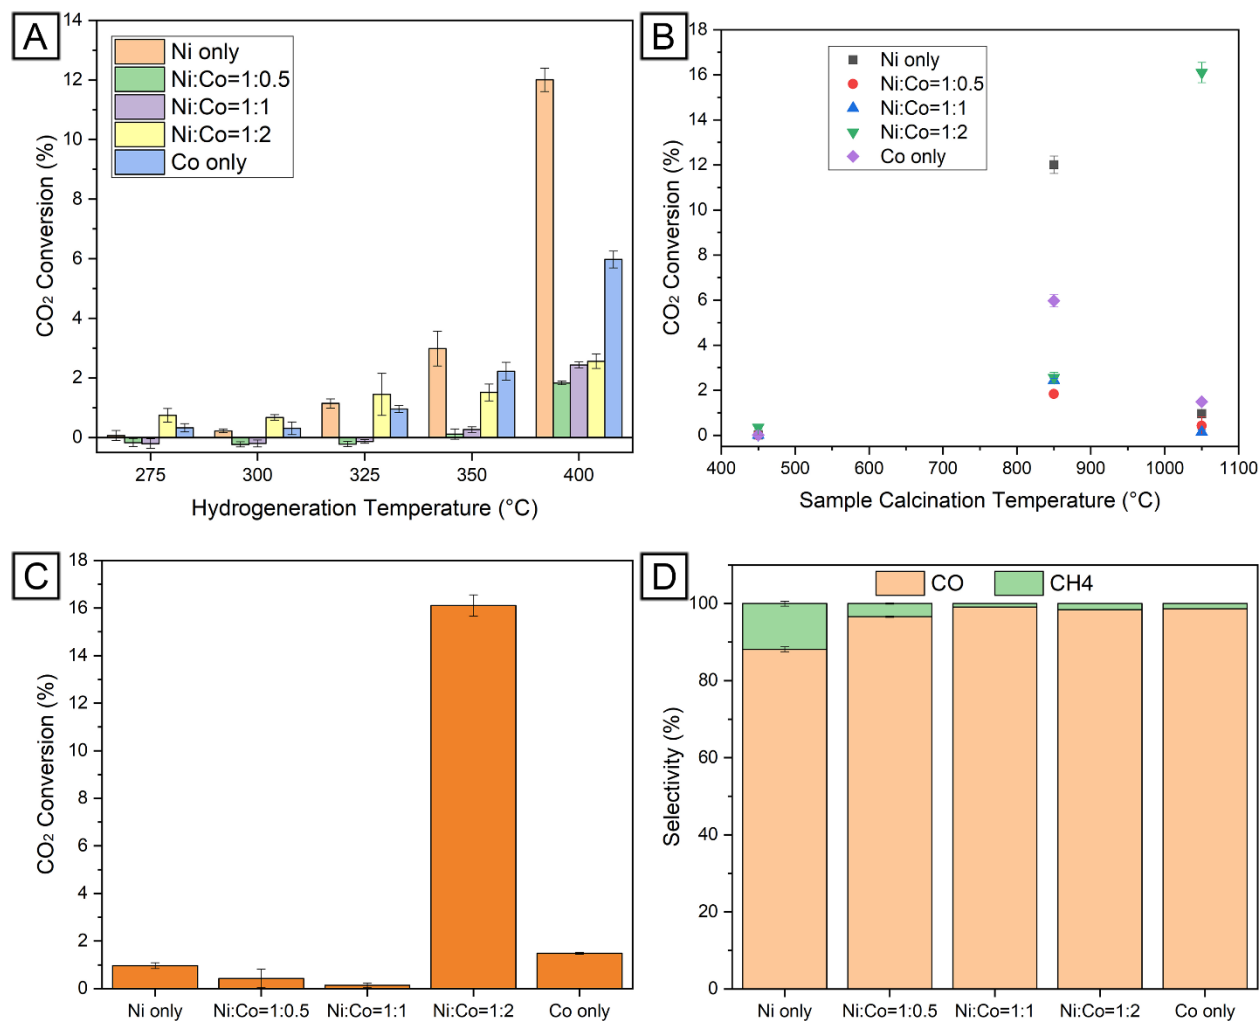 A
14
12
10
8
6
4
2
0
CO₂ Conversion (%)
Ni only
Ni:Co=1:0.5
Ni:Co=1:1
Ni:Co=1:2
Co only
275 300 325 350 400
Hydrogeneration Temperature (°C)
B
18
16
14
12
10
8
6
4
2
0
CO₂ Conversion (%)
Ni only
Ni:Co=1:0.5
Ni:Co=1:1
Ni:Co=1:2
Co only
400 500 600 700 800 900 1000 1100
Sample Calcination Temperature (°C)
C
18
16
14
12
10
8
6
4
2
0
CO₂ Conversion (%)
Ni only Ni:Co=1:0.5 Ni:Co=1:1 Ni:Co=1:2 Co only
D
CO CH4
100
80
60
40
20
0
Selectivity (%)
Ni only Ni:Co=1:0.5 Ni:Co=1:1 Ni:Co=1:2 Co only